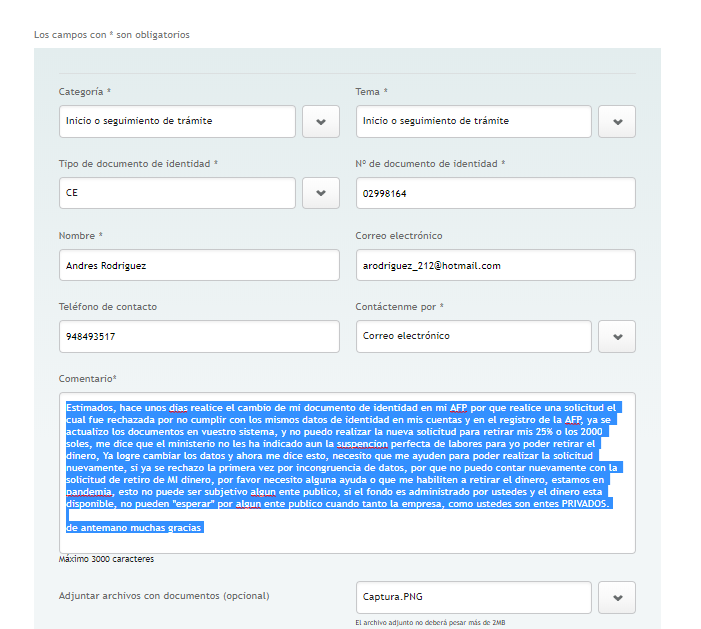 Los campos con * son obligatorios
Categoría *
Tema *
Inicio o seguimiento de trámite
Inicio o seguimiento de trámite
Tipo de documento de identidad *
Nº de documento de identidad *
CE
02998164
Nombre *
Correo electrónico
Andres Rodriguez
arodriguez_212@hotmail.com
Teléfono de contacto
Contáctenme por *
948493517
Correo electrónico
Comentario*
Estimados, hace unos días realice el cambio de mi documento de identidad en mi AFP por que realice una solicitud el
cual fue rechazada por no cumplir con los mismos datos de identidad en mis cuentas y en el registro de la AFP, ya se
actualizo los documentos en vuestro sistema, y no puedo realizar la nueva solicitud para retirar mis 25% o los 2000
soles, me dice que el ministerio no les ha indicado aun la suspencion perfecta de labores para yo poder retirar el
dinero, Ya logre cambiar los datos y ahora me dice esto, necesito que me ayuden para poder realizar la solicitud
nuevamente, si ya se rechazo la primera vez por incongruencia de datos, por que no puedo contar nuevamente con la
solicitud de retiro de MI dinero, por favor necesito alguna ayuda o que me habiliten a retirar el dinero, estamos en
pandemia, esto no puede ser subjetivo algun ente publico, si el fondo es administrado por ustedes y el dinero esta
disponible, no pueden "esperar" por algun ente publico cuando tanto la empresa, como ustedes son entes PRIVADOS.
de antemano muchas gracias
Máximo 3000 caracteres
Adjuntar archivos con documentos (opcional)
Captura.PNG
El archivo adjunto no deberá pesar más de 2MB